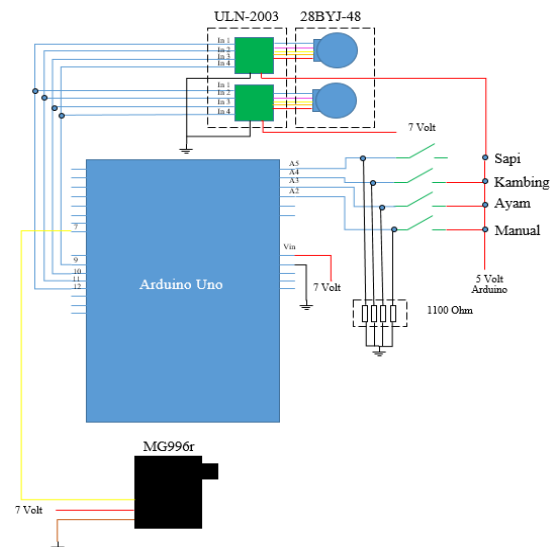 ULN-2003
28BYJ-48
In 1
In 2
In 3
In 4
In 1
In 2
In 3
In 4
7 Volt
A5
A4
A3
A2
Sapi
Kambing
Ayam
Manual
7
Vin
9
10
11
12
Arduino Uno
7 Volt
5 Volt
Arduino
1100 Ohm
MG996r
7 Volt